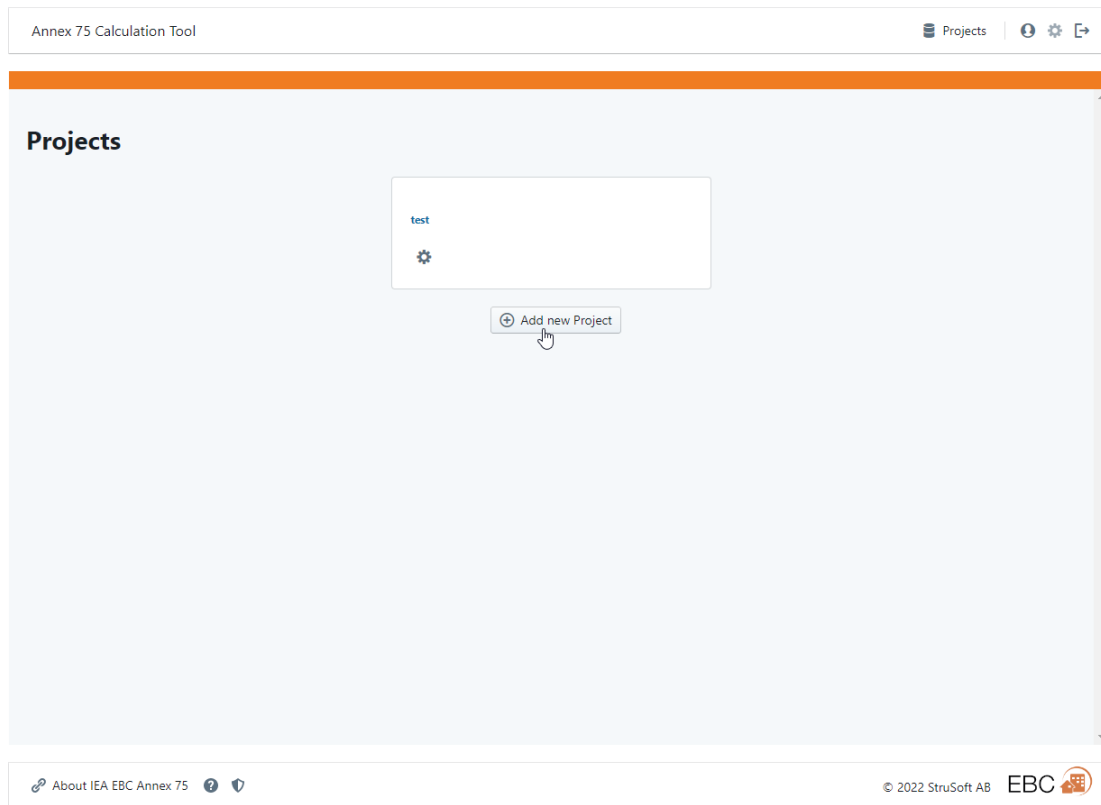 Annex 75 Calculation Tool
Projects
Projects
test
Add new Project
About IEA EBC Annex 75
© 2022 StruSoft AB
EBC